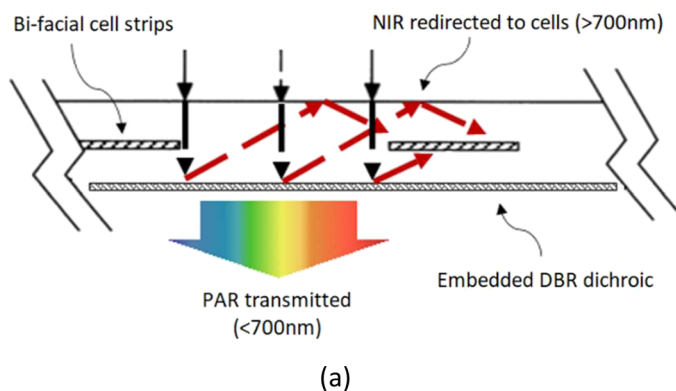 Bi-facial cell strips
NIR redirected to cells (>700nm)
PAR transmitted
(<700nm)
Embedded DBR dichroic
(a)